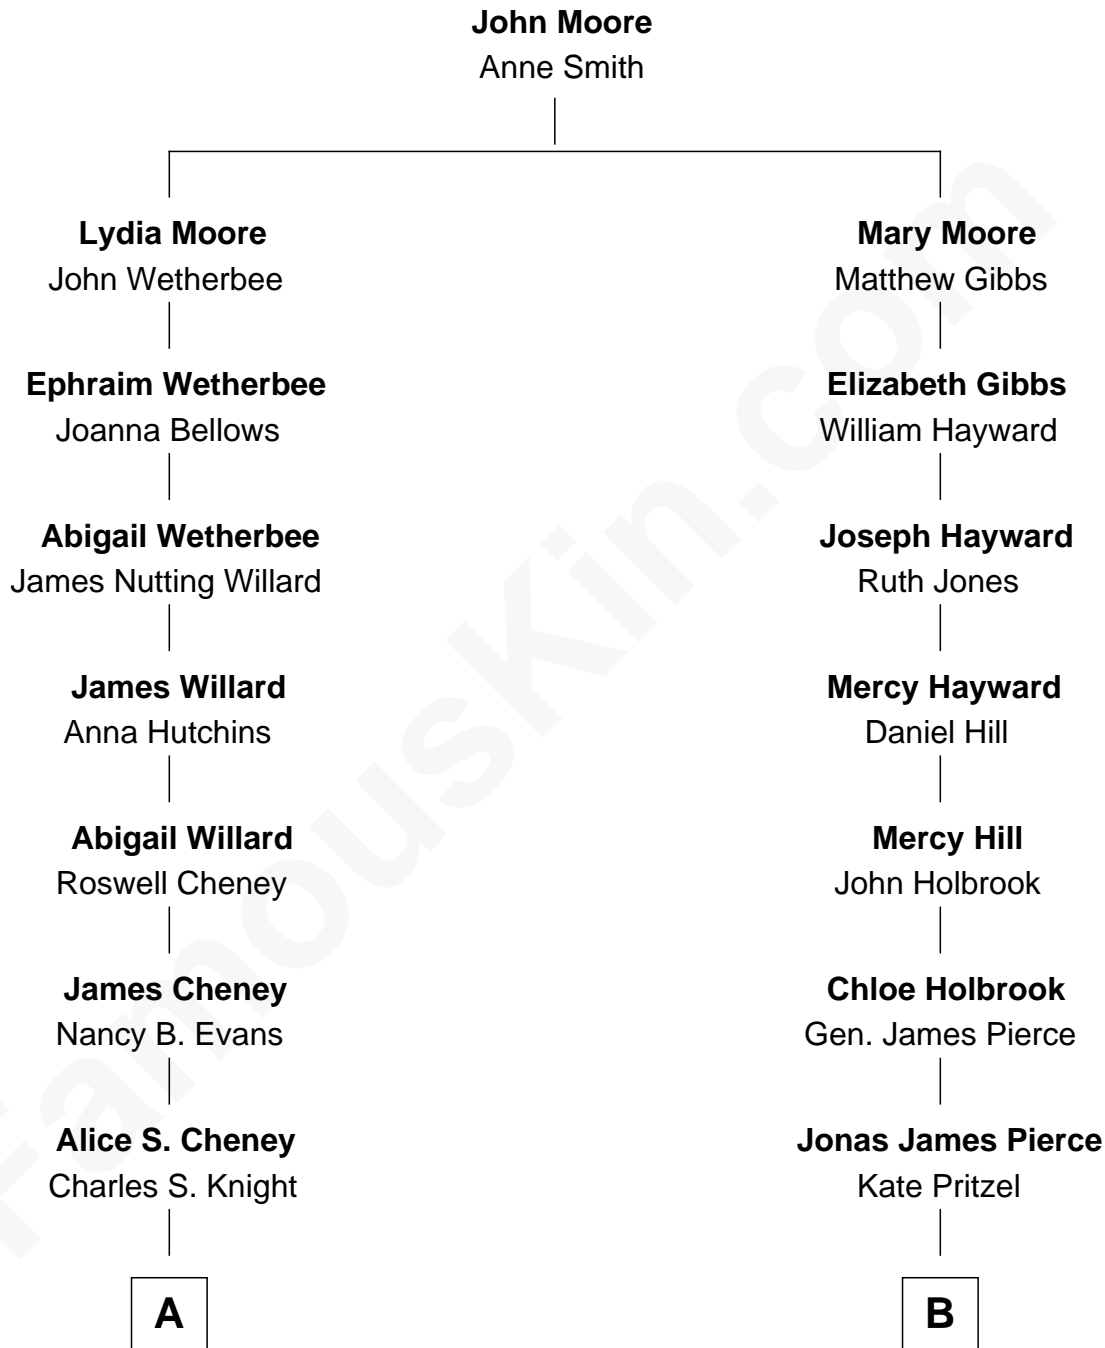 John Moore
Anne Smith
Lydia Moore
John Wetherbee
Mary Moore
Matthew Gibbs
Ephraim Wetherbee
Joanna Bellows
Elizabeth Gibbs
William Hayward
Abigail Wetherbee
James Nutting Willard
Joseph Hayward
Ruth Jones
James Willard
Anna Hutchins
Mercy Hayward
Daniel Hill
Abigail Willard
Roswell Cheney
Mercy Hill
John Holbrook
James Cheney
Nancy B. Evans
Chloe Holbrook
Gen. James Pierce
Alice S. Cheney
Charles S. Knight
Jonas James Pierce
Kate Pritzel
A
B
FamousKin.com